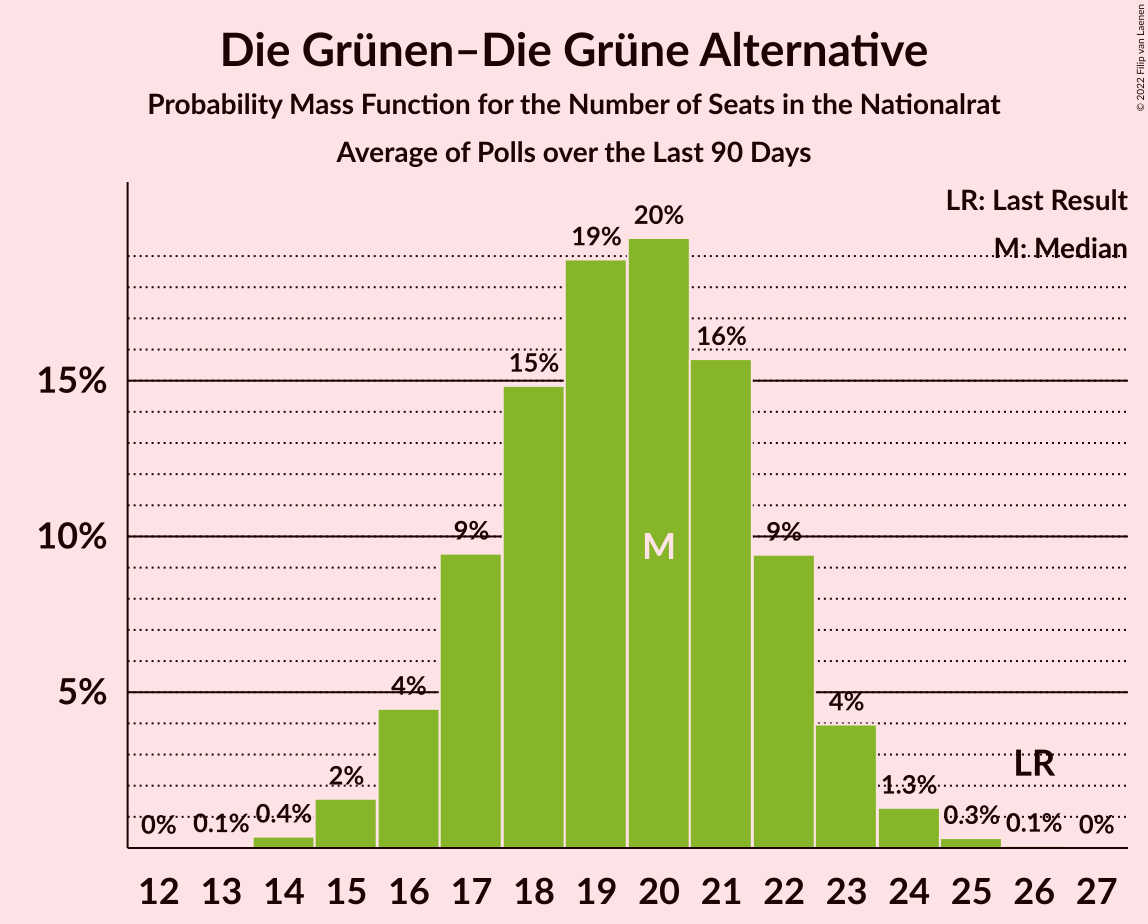 Die Grünen–Die Grüne Alternative
Probability Mass Function for the Number of Seats in the Nationalrat
Average of Polls over the Last 90 Days
© 2022 Filip van Laenen
LR: Last Result
M: Median
20%
19%
16%
15%
15%
9%
10%
9%
M
4%
5%
4%
LR
2%
1.3%
0%
0.1%
0.4%
0.3%
0.1%
0%
12 13 14 15 16 17 18 19 20 21 22 23 24 25 26 27